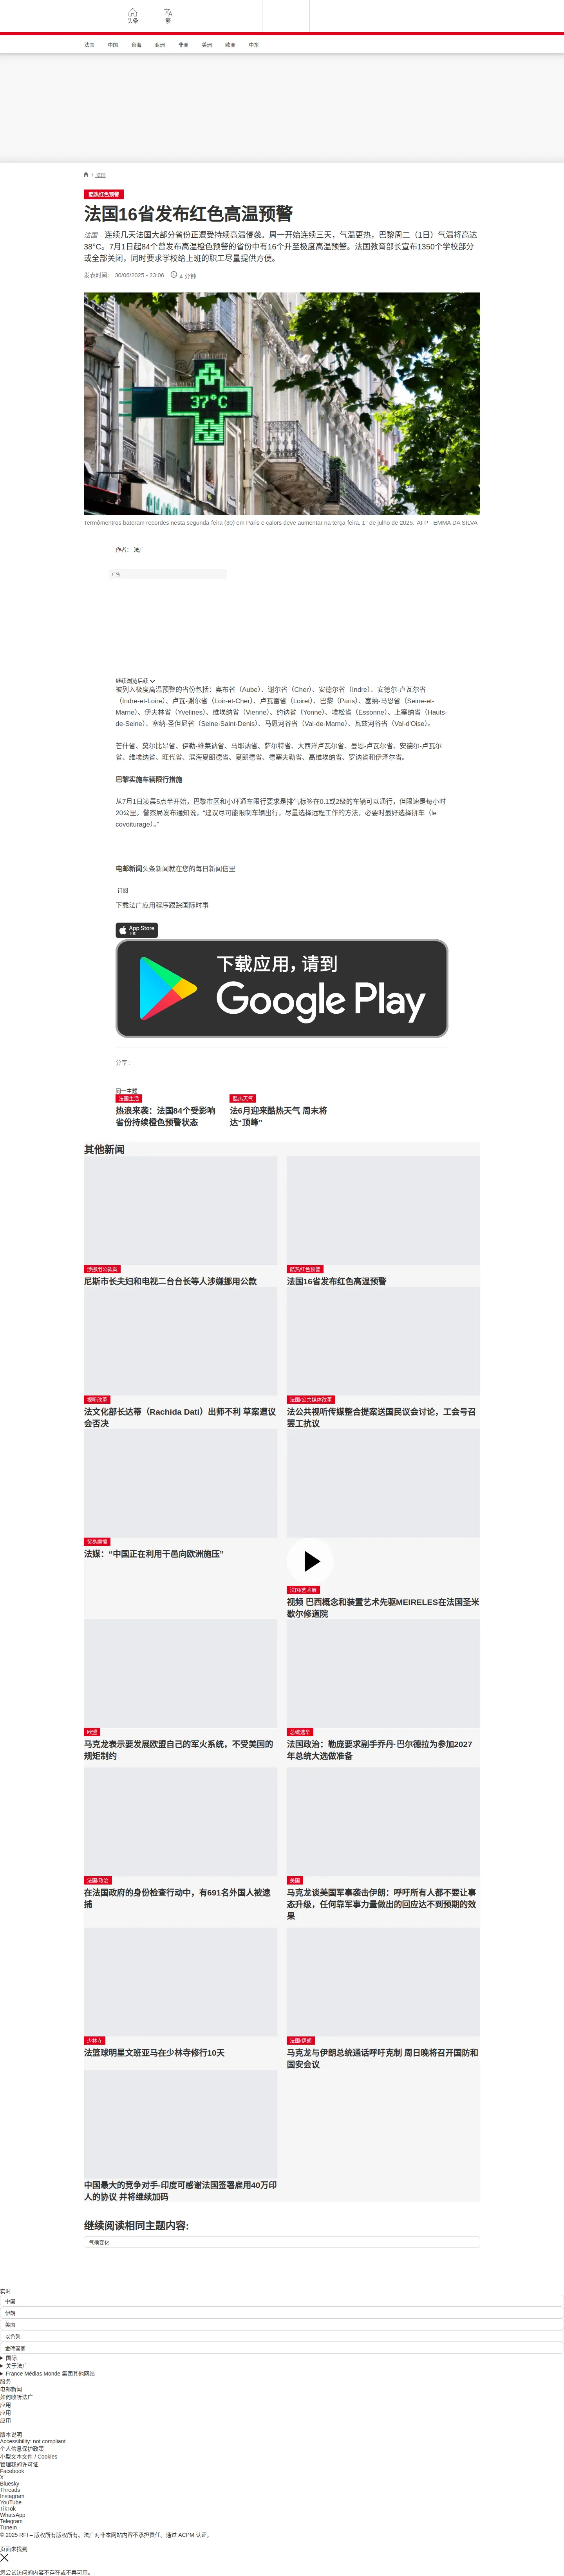 头条
繁
法国
中国
台海
亚洲
非洲
美洲
欧洲
中东
/ 法国
酷热红色预警
法国16省发布红色高温预警
法国 – 连续几天法国大部分省份正遭受持续高温侵袭。周一开始连续三天，气温更热，巴黎周二（1日）气温将高达
38°C。7月1日起84个曾发布高温橙色预警的省份中有16个升至极度高温预警。法国教育部长宣布1350个学校部分
或全部关闭，同时要求学校给上班的职工尽量提供方便。
发表时间： 30/06/2025 - 23:06
4 分钟
37°C
Termômentros bateram recordes nesta segunda-feira (30) em Paris e calors deve aumentar na terça-feira, 1° de julho de 2025. AFP - EMMA DA SILVA
作者： 法广
广告
继续浏览后续
被列入极度高温预警的省份包括：奥布省（Aube）、谢尔省（Cher）、安德尔省（Indre）、安德尔-卢瓦尔省
（Indre-et-Loire）、卢瓦-谢尔省（Loir-et-Cher）、卢瓦雷省（Loiret）、巴黎（Paris）、塞纳-马恩省（Seine-et-
Marne）、伊夫林省（Yvelines）、维埃纳省（Vienne）、约讷省（Yonne）、埃松省（Essonne）、上塞纳省（Hauts-
de-Seine）、塞纳-圣但尼省（Seine-Saint-Denis）、马恩河谷省（Val-de-Marne）、瓦兹河谷省（Val-d'Oise）。
芒什省、莫尔比昂省、伊勒-维莱讷省、马耶讷省、萨尔特省、大西洋卢瓦尔省、曼恩-卢瓦尔省、安德尔-卢瓦尔
省、维埃纳省、旺代省、滨海夏朗德省、夏朗德省、德塞夫勒省、高维埃纳省、罗讷省和伊泽尔省。
巴黎实施车辆限行措施
从7月1日凌晨5点半开始，巴黎市区和小环通车限行要求是排气标签在0.1或2级的车辆可以通行，但限速是每小时
20公里。警察局发布通知说，“建议尽可能限制车辆出行，尽量选择远程工作的方法，必要时最好选择拼车（le
covoiturage）。”
电邮新闻头条新闻就在您的每日新闻信里
订阅
下载法广应用程序跟踪国际时事
App Store
下载
下载应用，请到
Google Play
分享 :
同一主题
法国生活
热浪来袭：法国84个受影响
省份持续橙色预警状态
酷热天气
法6月迎来酷热天气 周末将
达“顶峰”
其他新闻
涉挪用公款案
尼斯市长夫妇和电视二台台长等人涉嫌挪用公款
酷热红色预警
法国16省发布红色高温预警
视听改革
法文化部长达蒂（Rachida Dati）出师不利 草案遭议
会否决
法国/公共媒体改革
法公共视听传媒整合提案送国民议会讨论，工会号召
罢工抗议
贸易摩擦
法媒：“中国正在利用干邑向欧洲施压”
法国/艺术展
视频 巴西概念和装置艺术先驱MEIRELES在法国圣米
歇尔修道院
欧盟
马克龙表示要发展欧盟自己的军火系统，不受美国的
规矩制约
总统选举
法国政治：勒庞要求副手乔丹·巴尔德拉为参加2027
年总统大选做准备
法国/政治
在法国政府的身份检查行动中，有691名外国人被逮
捕
美国
马克龙谈美国军事袭击伊朗：呼吁所有人都不要让事
态升级，任何靠军事力量做出的回应达不到预期的效
果
少林寺
法篮球明星文班亚马在少林寺修行10天
法国/伊朗
马克龙与伊朗总统通话呼吁克制 周日晚将召开国防和
国安会议
中国最大的竞争对手-印度可感谢法国签署雇用40万印
人的协议 并将继续加码
继续阅读相同主题内容:
气候变化
实时
中国
伊朗
美国
以色列
金砖国家
国际
关于法广
France Médias Monde 集团其他网站
服务
电邮新闻
如何收听法广
应用
应用
应用
版本说明
Accessibility: not compliant
个人信息保护政策
小型文本文件 / Cookies
管理我的许可证
Facebook
X
Bluesky
Threads
Instagram
YouTube
TikTok
WhatsApp
Telegram
TuneIn
© 2025 RFI – 版权所有版权所有。法广对非本网站内容不承担责任。通过 ACPM 认证。
页面未找到
您尝试访问的内容不存在或不再可用。